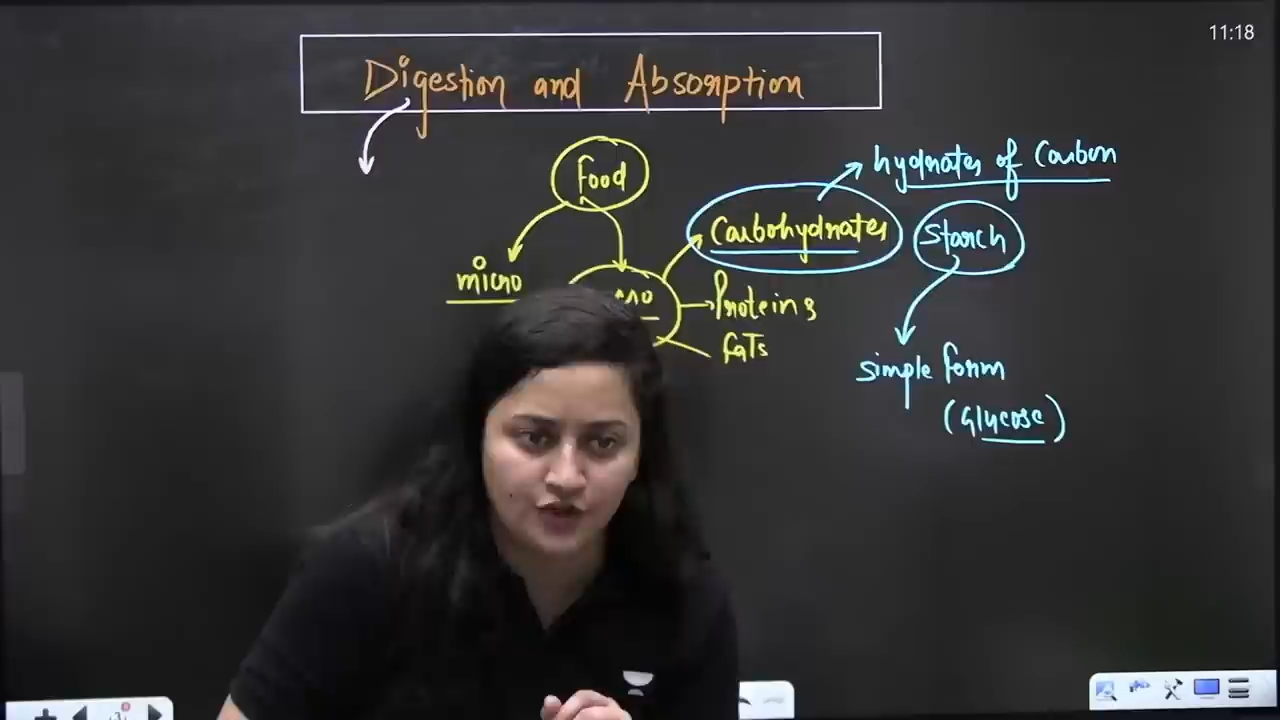 11:18
Digestion and Absorption
food
hydrates of Carbon
Carbohydrates
Starch
micro
Proteins
fats
simple form
(Glucose)